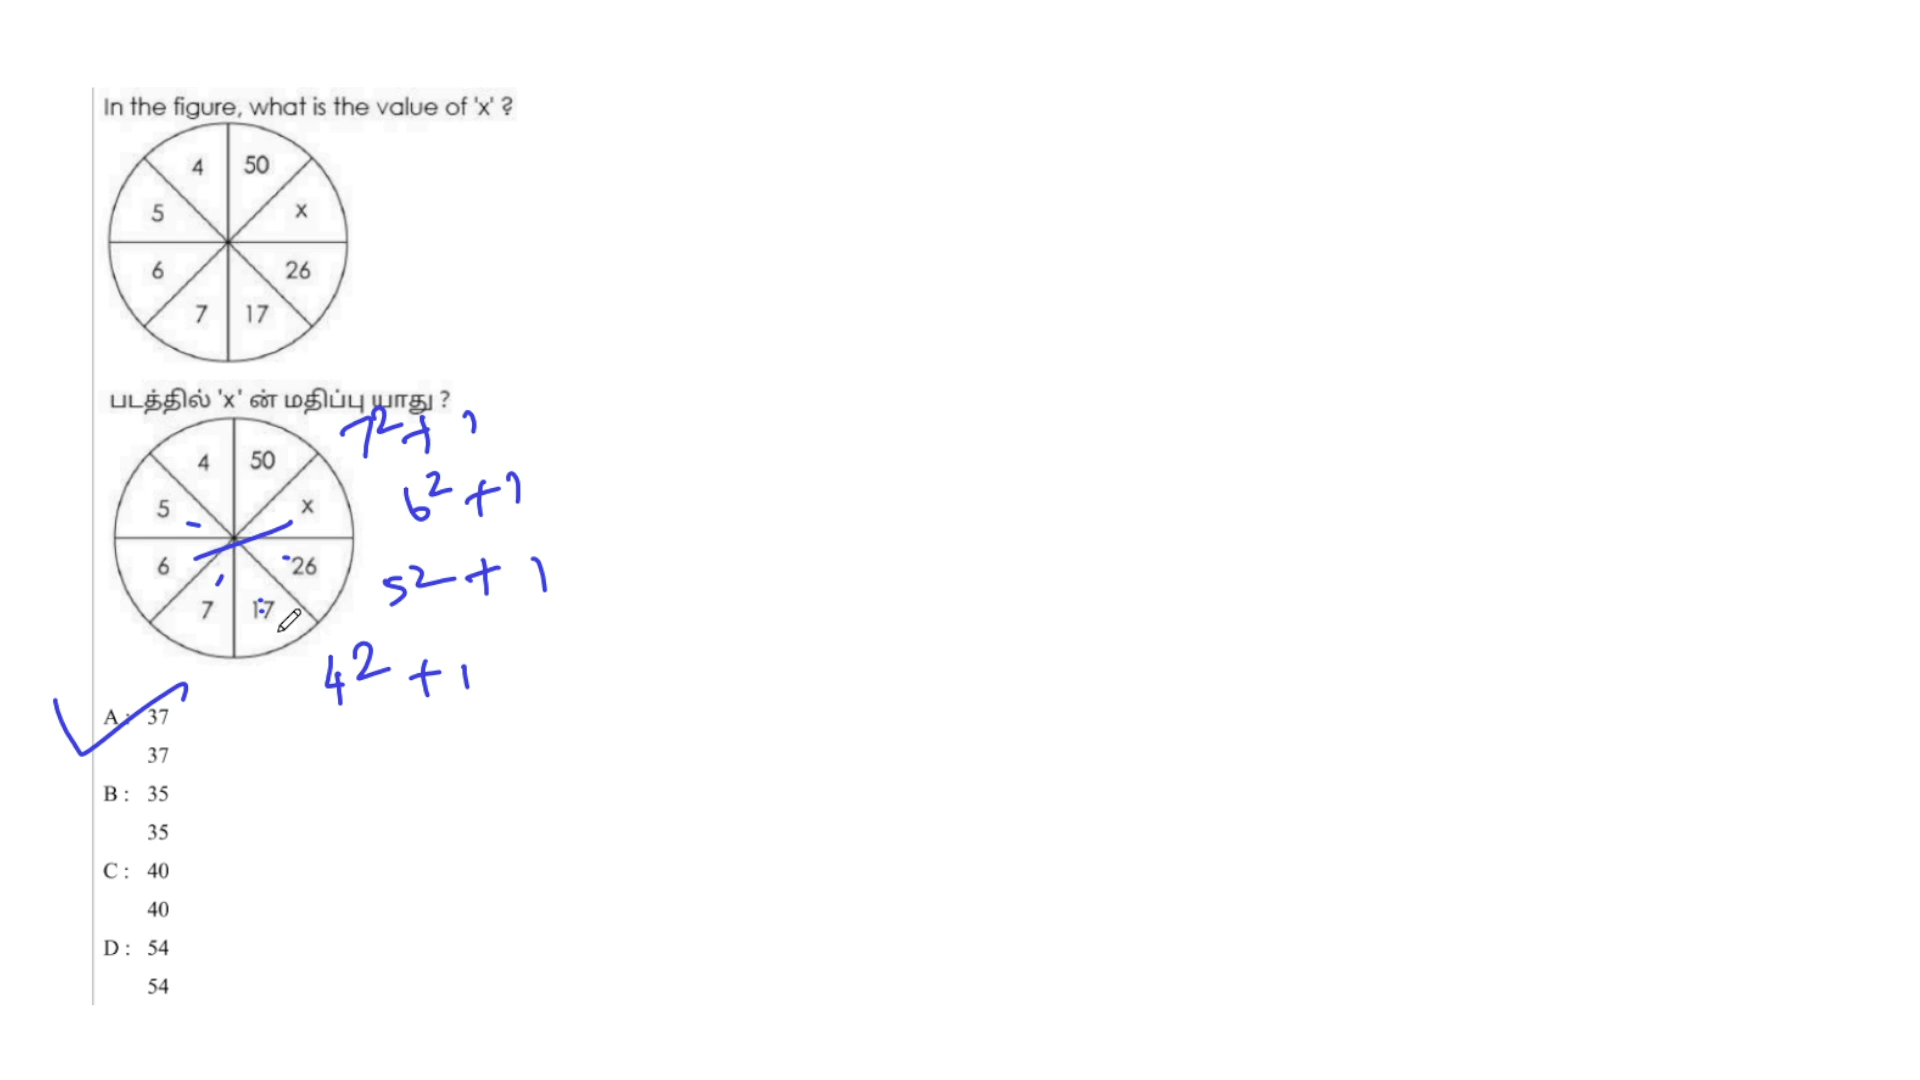 In the figure, what is the value of 'x' ?
4 50
5 x
6 26
7 17
படத்தில் 'x' ன் மதிப்பு யாது ?
7² + 1
4 50
6² + 1
5 x
6 26
5² + 1
7 17
4² + 1
A : 37
37
B : 35
35
C : 40
40
D : 54
54